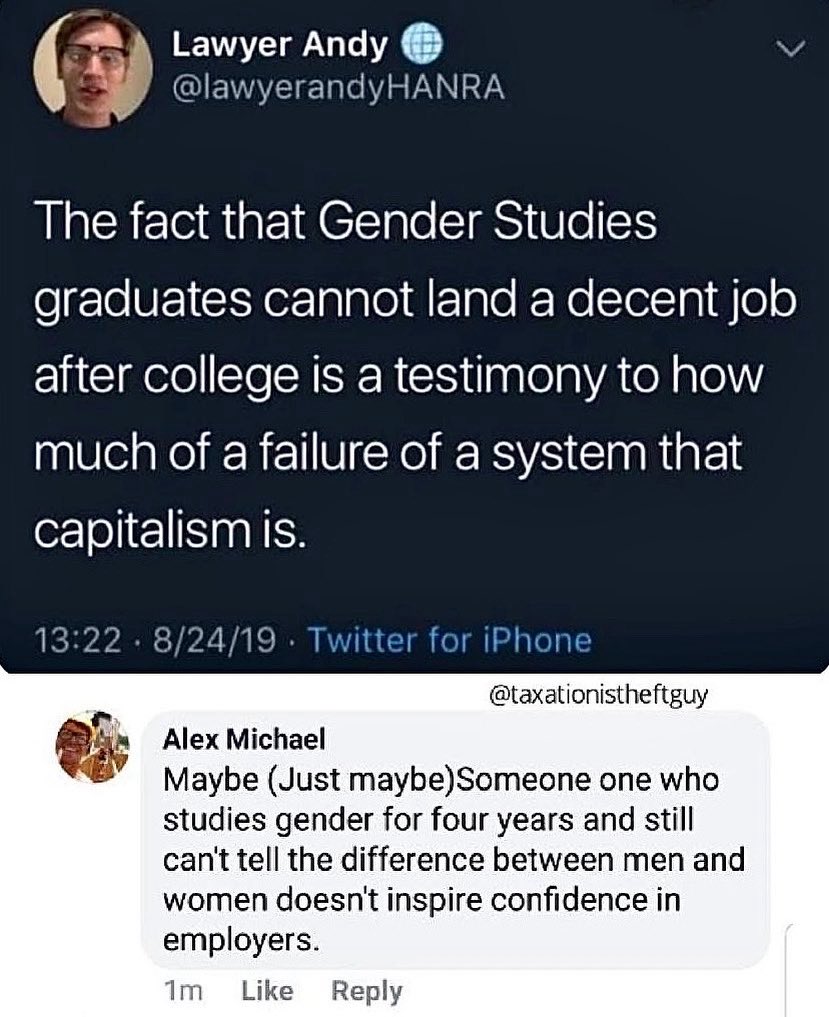 Lawyer Andy
@lawyerandyHANRA
The fact that Gender Studies
graduates cannot land a decent job
after college is a testimony to how
much of a failure of a system that
capitalism is.
13:22 · 8/24/19 · Twitter for iPhone
@taxationistheftguy
Alex Michael
Maybe (Just maybe)Someone one who
studies gender for four years and still
can't tell the difference between men and
women doesn't inspire confidence in
employers.
1m Like Reply